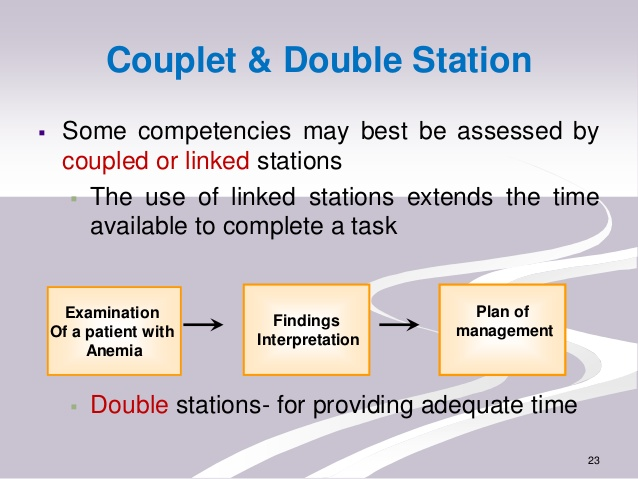 Couplet & Double Station
Some competencies may best be assessed by
coupled or linked stations
The use of linked stations extends the time
available to complete a task
Examination
Of a patient with
Anemia
Findings
Interpretation
Plan of
management
Double stations- for providing adequate time
23